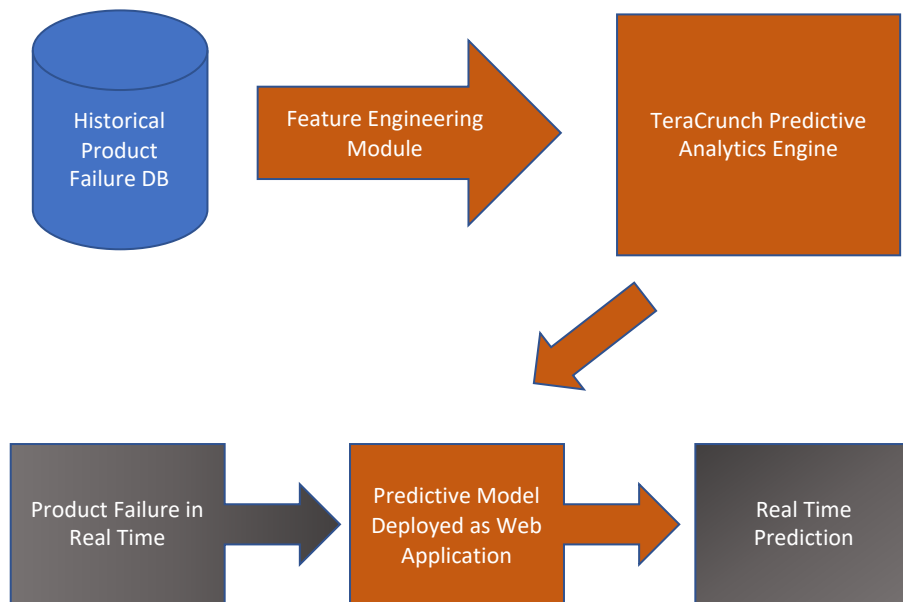 Historical
Product
Failure DB
Feature Engineering
Module
TeraCrunch Predictive
Analytics Engine
Product Failure in
Real Time
Predictive Model
Deployed as Web
Application
Real Time
Prediction